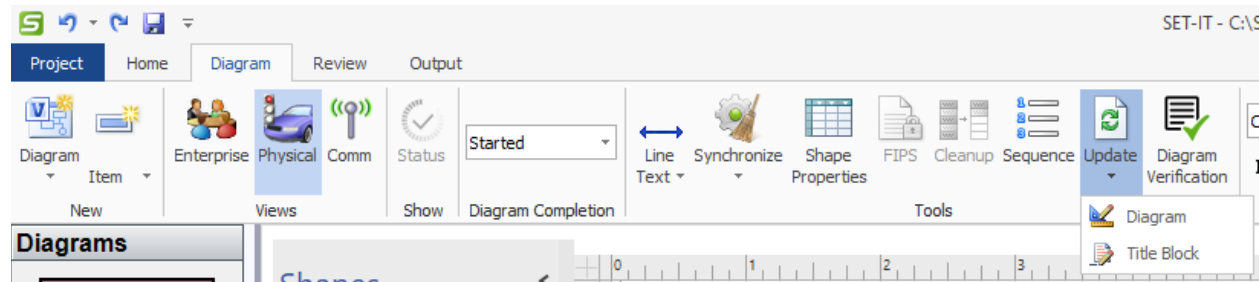 SET-IT - C:\S
Project Home Diagram Review Output
Diagram
Item
Enterprise Physical Comm
Status
Started
Line Text
Synchronize
Shape Properties
FIPS Cleanup Sequence Update
Diagram Verification
New Views Show Diagram Completion Tools
Diagram
Title Block
Diagrams
Shapes
0 1 2 3